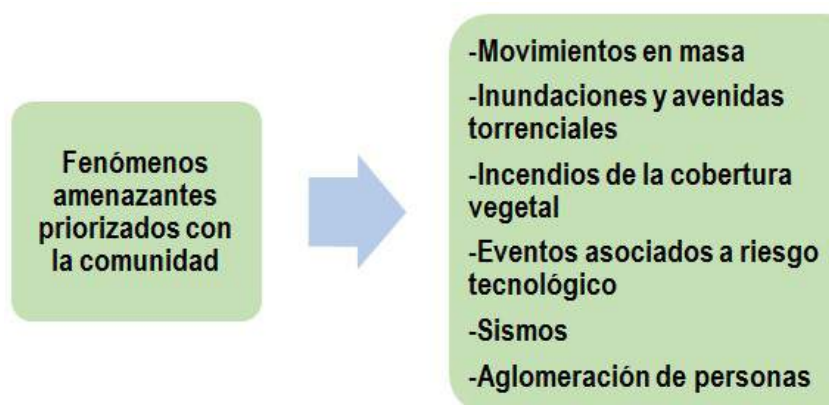 Fenómenos
amenazantes
priorizados con
la comunidad
-Movimientos en masa
-Inundaciones y avenidas
torrenciales
-Incendios de la cobertura
vegetal
-Eventos asociados a riesgo
tecnológico
-Sismos
-Aglomeración de personas